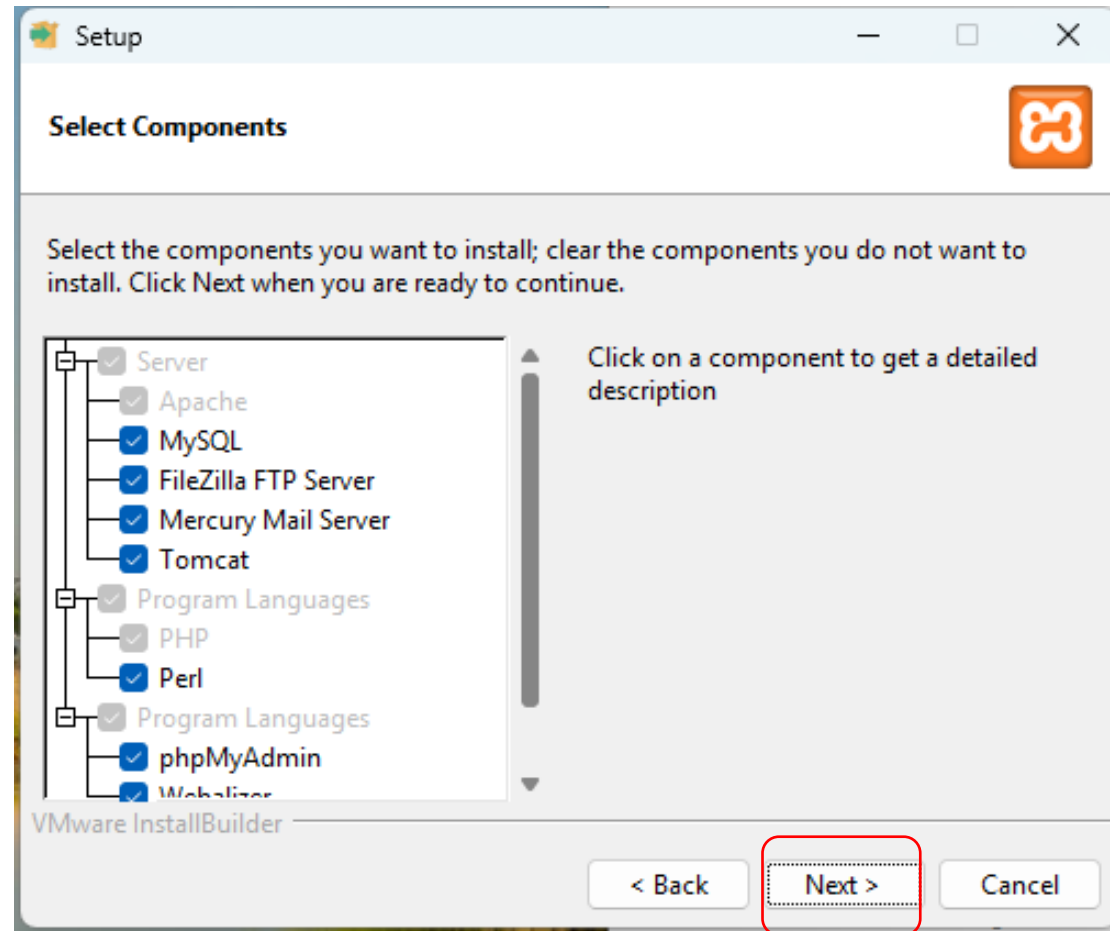 Setup
Select Components
Select the components you want to install; clear the components you do not want to
install. Click Next when you are ready to continue.
Server
Apache
MySQL
FileZilla FTP Server
Mercury Mail Server
Tomcat
Program Languages
PHP
Perl
Program Languages
phpMyAdmin
Webalizer
Click on a component to get a detailed
description
VMware InstallBuilder
< Back
Next >
Cancel